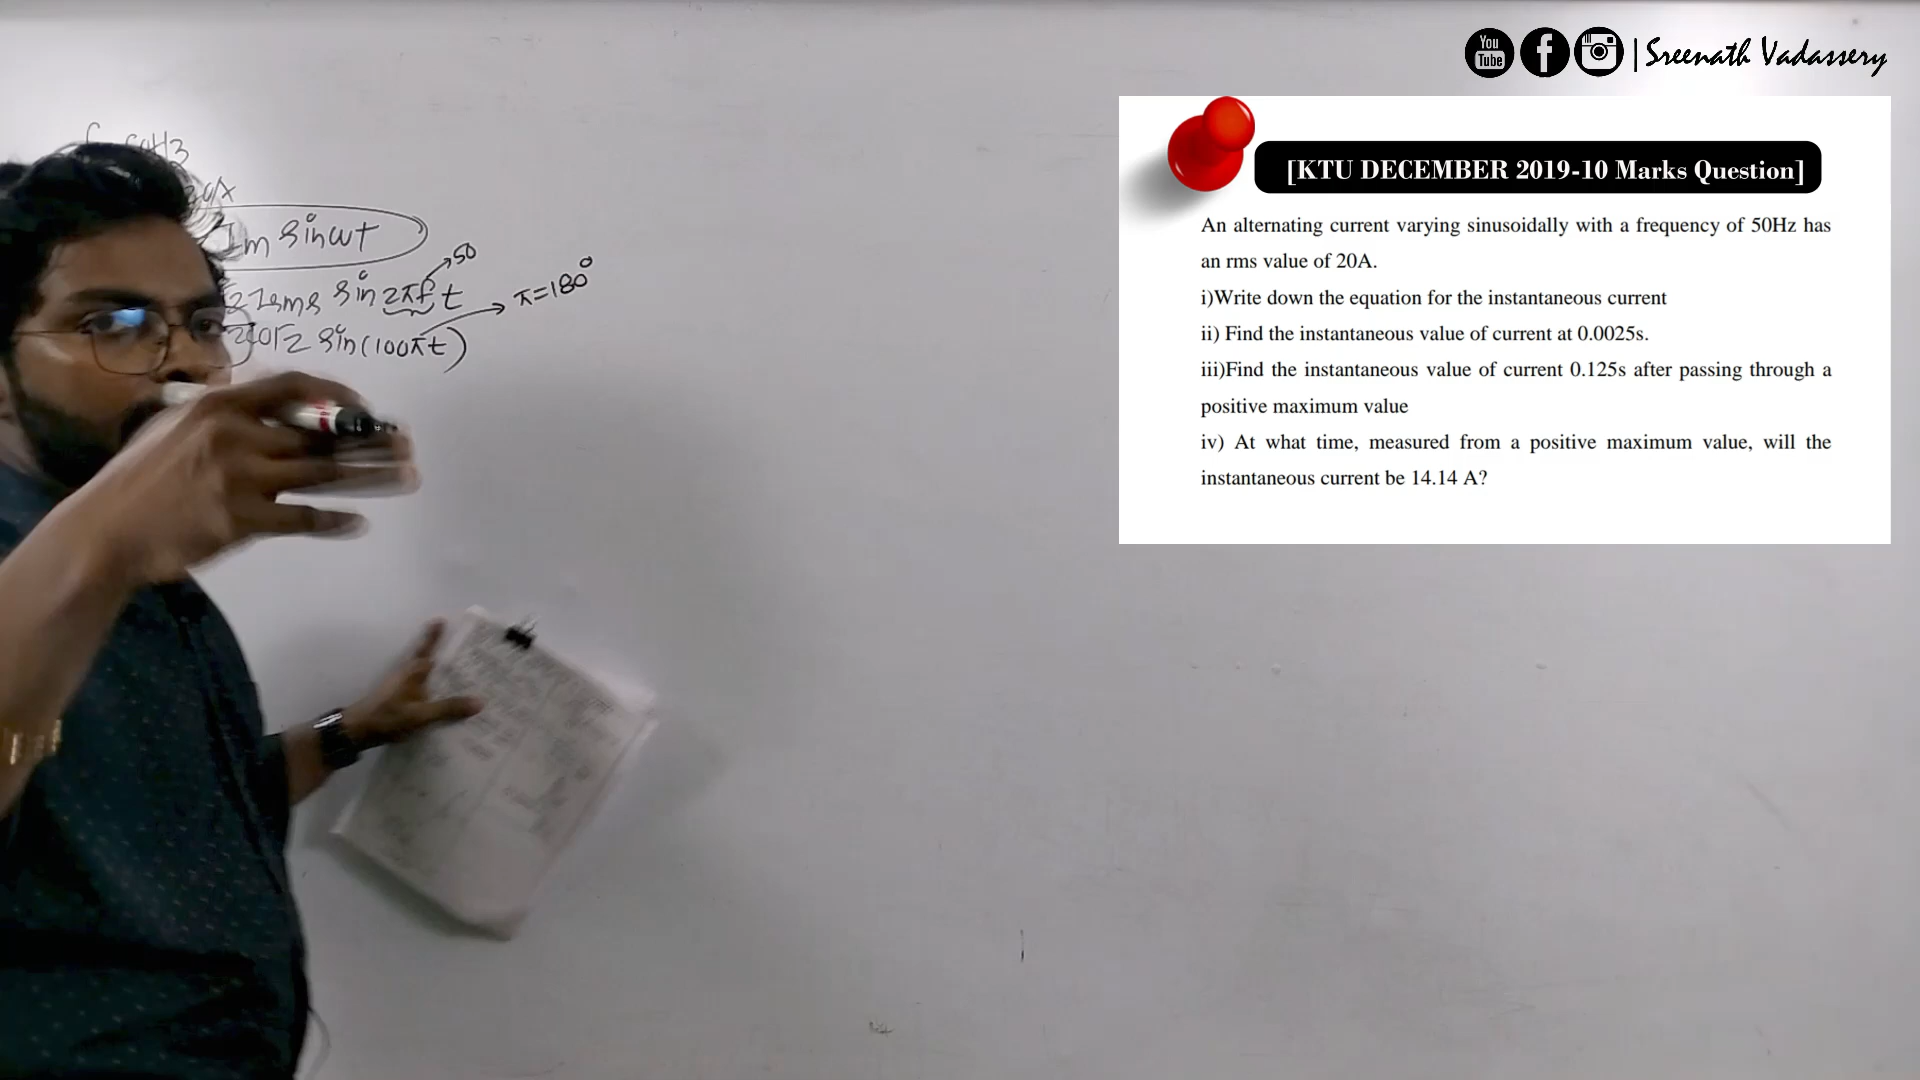 You
Tube
f
| Sreenath Vadassery
[KTU DECEMBER 2019-10 Marks Question]
An alternating current varying sinusoidally with a frequency of 50Hz has
an rms value of 20A.
i)Write down the equation for the instantaneous current
ii) Find the instantaneous value of current at 0.0025s.
iii)Find the instantaneous value of current 0.125s after passing through a
positive maximum value
iv) At what time, measured from a positive maximum value, will the
instantaneous current be 14.14 A?
Im sinωt
50
sin 2πft
π=180°
20√2 sin(100πt)